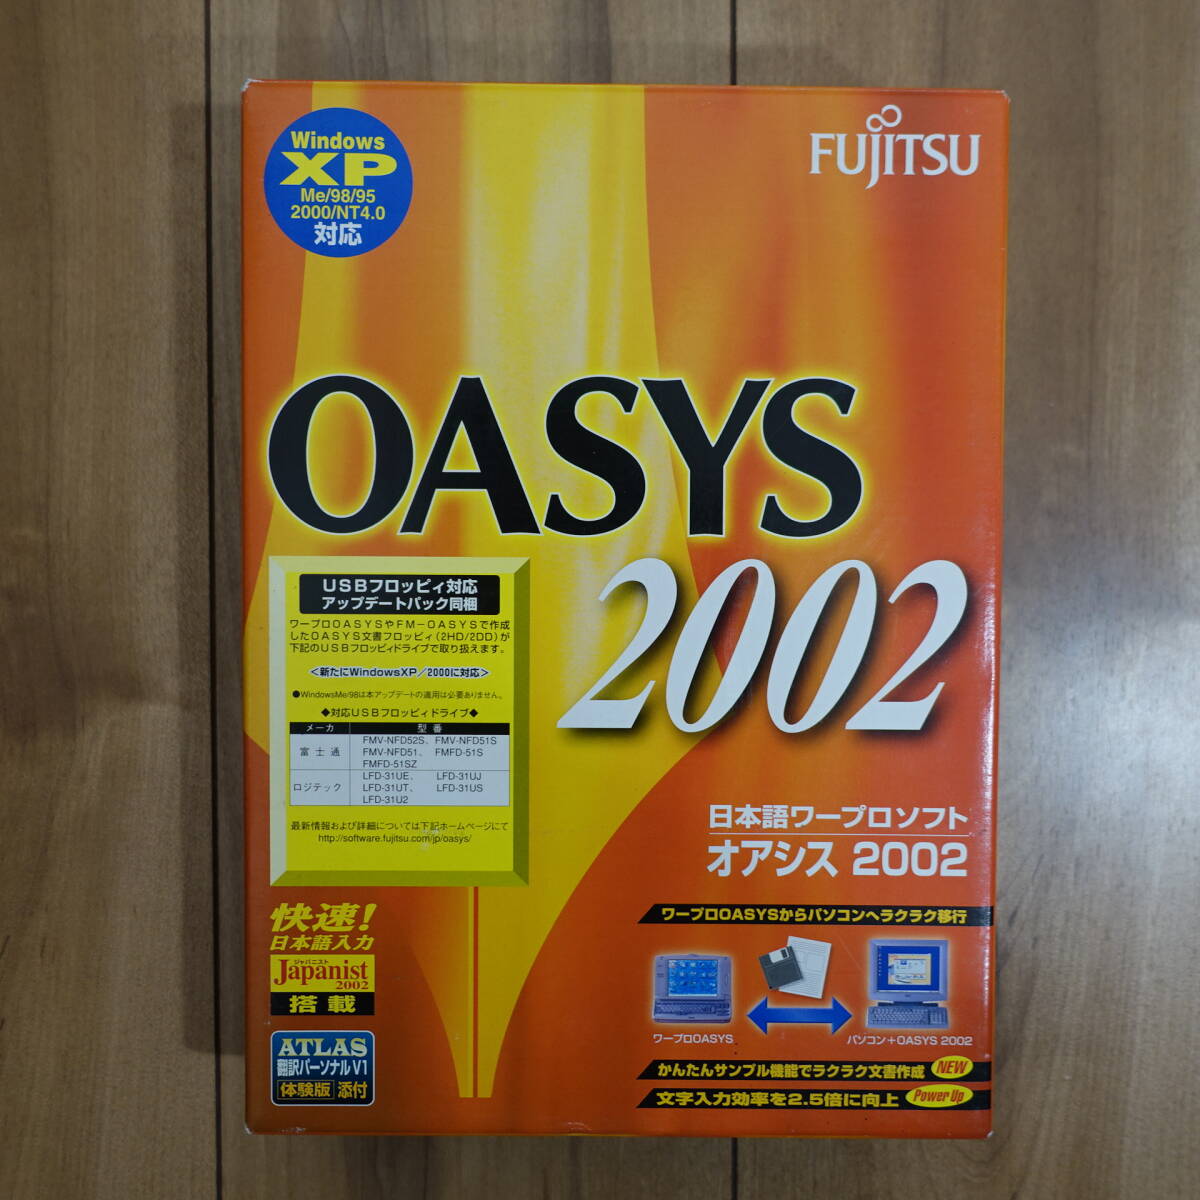 Windows
XP
Me/98/95
2000/NT4.0
対応
FUJITSU
OASYS
2002
USBフロッピィ対応
アップデートパック同梱
ワープロOASYSやFM－OASYSで作成
したOASYS文書フロッピィ(2HD/2DD)が
下記のUSBフロッピィドライブで取り扱えます。
＜新たにWindowsXP／2000に対応＞
●WindowsMe/98は本アップデートの適用は必要ありません。
◆対応USBフロッピィドライブ◆
メーカ 型番
富士通 FMV-NFD52S、FMV-NFD51S
FMV-NFD51、 FMFD-51S
FMFD-51SZ
ロジテック LFD-31UE、 LFD-31UJ
LFD-31UT、 LFD-31US
LFD-31U2
最新情報および詳細については下記ホームページにて
http://software.fujitsu.com/jp/oasys/
日本語ワープロソフト
オアシス 2002
快速!
日本語入力
ジャパニスト
Japanist
2002
搭載
ATLAS
翻訳パーソナルV1
体験版 添付
ワープロOASYSからパソコンへラクラク移行
ワープロOASYS
パソコン＋OASYS 2002
かんたんサンプル機能でラクラク文書作成 NEW
文字入力効率を2.5倍に向上 Power Up